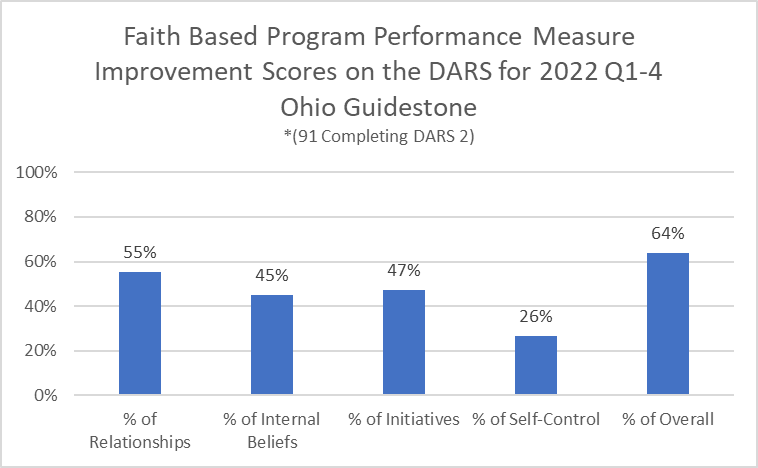 Faith Based Program Performance Measure
Improvement Scores on the DARS for 2022 Q1-4
Ohio Guidestone
*(91 Completing DARS 2)
100%
80%
60%
40%
20%
0%
55%
45%
47%
26%
64%
% of
Relationships
% of Internal
Beliefs
% of Initiatives
% of Self-Control
% of Overall